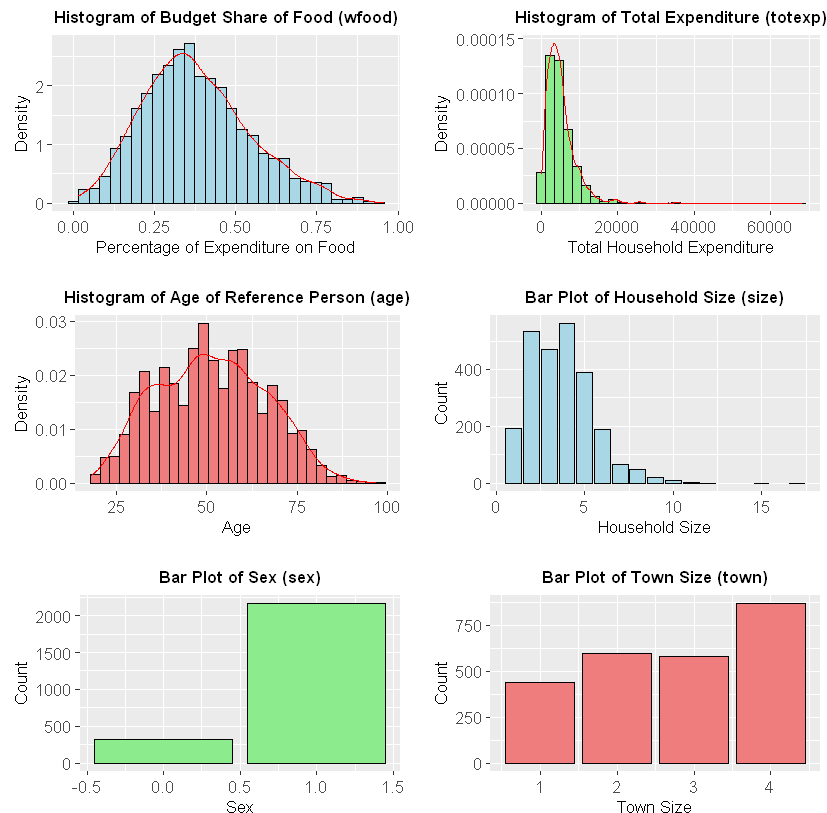 Histogram of Budget Share of Food (wfood)
Density
2
1
0
0.00 0.25 0.50 0.75 1.00
Percentage of Expenditure on Food
Histogram of Total Expenditure (totexp)
Density
0.00015
0.00010
0.00005
0.00000
0 20000 40000 60000
Total Household Expenditure
Histogram of Age of Reference Person (age)
Density
0.03
0.02
0.01
0.00
25 50 75 100
Age
Bar Plot of Household Size (size)
Count
400
200
0
0 5 10 15
Household Size
Bar Plot of Sex (sex)
Count
2000
1500
1000
500
0
-0.5 0.0 0.5 1.0 1.5
Sex
Bar Plot of Town Size (town)
Count
750
500
250
0
1 2 3 4
Town Size